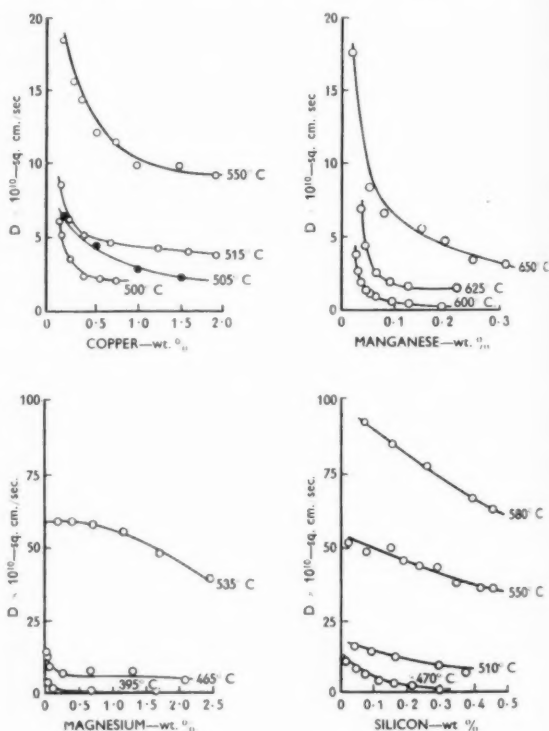 D × 10¹⁰—sq. cm./sec
20
15
10
5
0
550° C
515° C
505° C
500° C
0 0·5 1·0 1·5 2·0
COPPER—wt. %
D × 10¹⁰—sq. cm./sec
20
15
10
5
0
650° C
625° C
600° C
0 0·1 0·2 0·3
MANGANESE—wt. %
D × 10¹⁰—sq. cm./sec.
100
75
50
25
0
535° C
465° C
395° C
0 0·5 1·0 1·5 2·0 2·5
MAGNESIUM—wt. %
D × 10¹⁰—sq. cm./sec.
100
75
50
25
0
580° C
550° C
510° C
470° C
0 0·1 0·2 0·3 0·4 0·5
SILICON—wt %